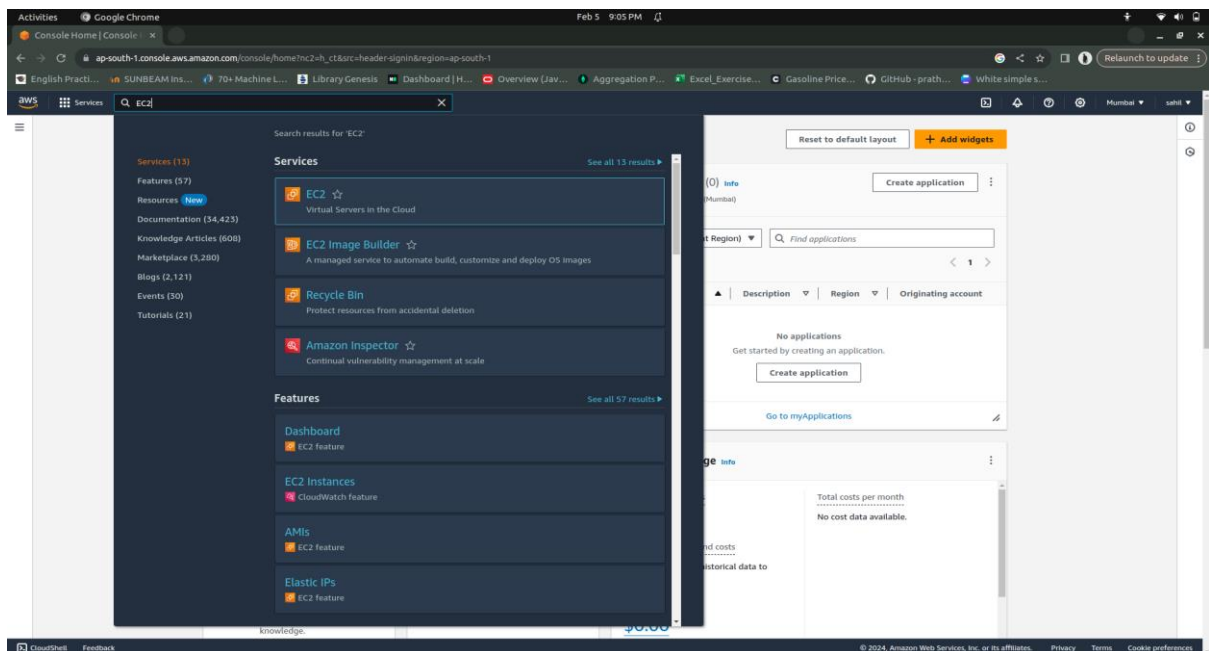 Activities Google Chrome Feb 5 9:05 PM
Console Home | Console
ap-south-1.console.aws.amazon.com/console/home?nc2=h_ct&src=header-signin&region=ap-south-1
Relaunch to update
English Practi... SUNBEAM Ins... 70+ Machine L... Library Genesis Dashboard | H... Overview (Jav... Aggregation P... Excel_Exercise... Gasoline Price... GitHub - prath... White simple s...
aws Services EC2 Mumbai sahil
Search results for 'EC2'
Services (13)
Features (57)
Resources New
Documentation (34,423)
Knowledge Articles (608)
Marketplace (3,280)
Blogs (2,121)
Events (30)
Tutorials (21)
Services See all 13 results
EC2
Virtual Servers in the Cloud
EC2 Image Builder
A managed service to automate build, customize and deploy OS images
Recycle Bin
Protect resources from accidental deletion
Amazon Inspector
Continual vulnerability management at scale
Features See all 57 results
Dashboard
EC2 feature
EC2 Instances
CloudWatch feature
AMIs
EC2 feature
Elastic IPs
EC2 feature
Reset to default layout + Add widgets
(0) Info Create application
(Mumbai)
Region) Find applications
1
Description Region Originating account
No applications
Get started by creating an application.
Create application
Go to myApplications
Info
Total costs per month
No cost data available.
nd costs
historical data to
$0.00
knowledge.
CloudShell Feedback © 2024, Amazon Web Services, Inc. or its affiliates. Privacy Terms Cookie preferences